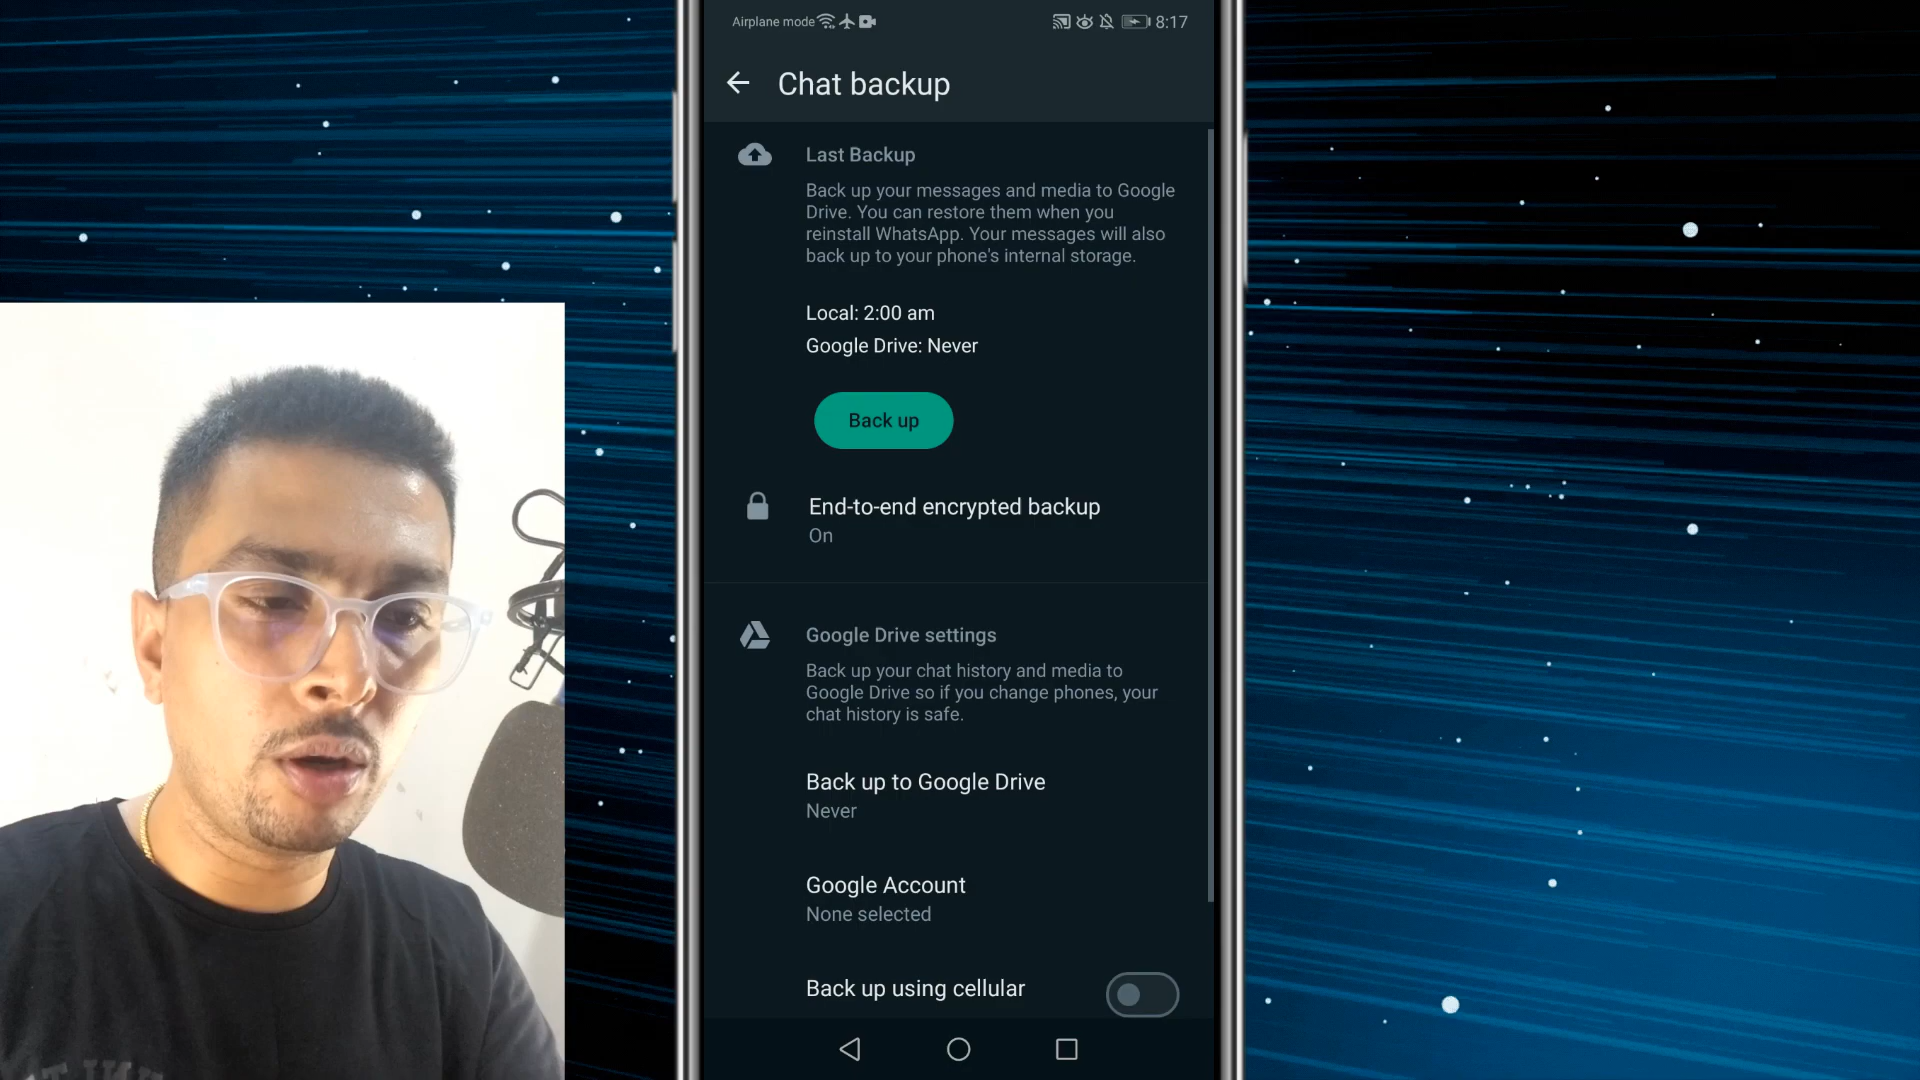 Airplane mode
8:17
Chat backup
Last Backup
Back up your messages and media to Google
Drive. You can restore them when you
reinstall WhatsApp. Your messages will also
back up to your phone's internal storage.
Local: 2:00 am
Google Drive: Never
Back up
End-to-end encrypted backup
On
Google Drive settings
Back up your chat history and media to
Google Drive so if you change phones, your
chat history is safe.
Back up to Google Drive
Never
Google Account
None selected
Back up using cellular